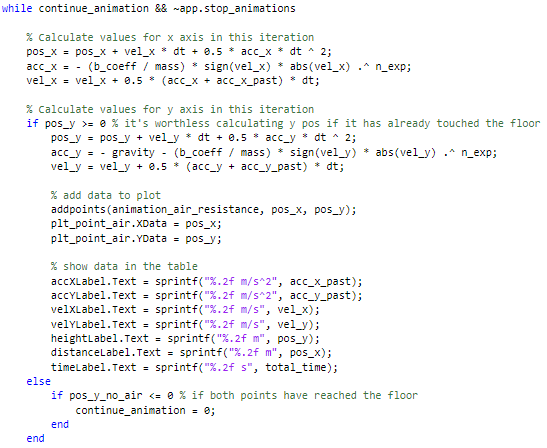 while continue_animation && ~app.stop_animations
% Calculate values for x axis in this iteration
pos_x = pos_x + vel_x * dt + 0.5 * acc_x * dt ^ 2;
acc_x = - (b_coeff / mass) * sign(vel_x) * abs(vel_x) .^ n_exp;
vel_x = vel_x + 0.5 * (acc_x + acc_x_past) * dt;
% Calculate values for y axis in this iteration
if pos_y >= 0 % it's worthless calculating y pos if it has already touched the floor
pos_y = pos_y + vel_y * dt + 0.5 * acc_y * dt ^ 2;
acc_y = - gravity - (b_coeff / mass) * sign(vel_y) * abs(vel_y) .^ n_exp;
vel_y = vel_y + 0.5 * (acc_y + acc_y_past) * dt;
% add data to plot
addpoints(animation_air_resistance, pos_x, pos_y);
plt_point_air.XData = pos_x;
plt_point_air.YData = pos_y;
% show data in the table
accXLabel.Text = sprintf("%.2f m/s^2", acc_x_past);
accYLabel.Text = sprintf("%.2f m/s^2", acc_y_past);
velXLabel.Text = sprintf("%.2f m/s", vel_x);
velYLabel.Text = sprintf("%.2f m/s", vel_y);
heightLabel.Text = sprintf("%.2f m", pos_y);
distanceLabel.Text = sprintf("%.2f m", pos_x);
timeLabel.Text = sprintf("%.2f s", total_time);
else
if pos_y_no_air <= 0 % if both points have reached the floor
continue_animation = 0;
end
end